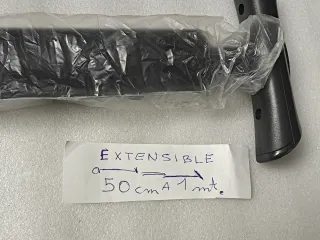 EXTENSIBLE
50 cm A 1 mt.